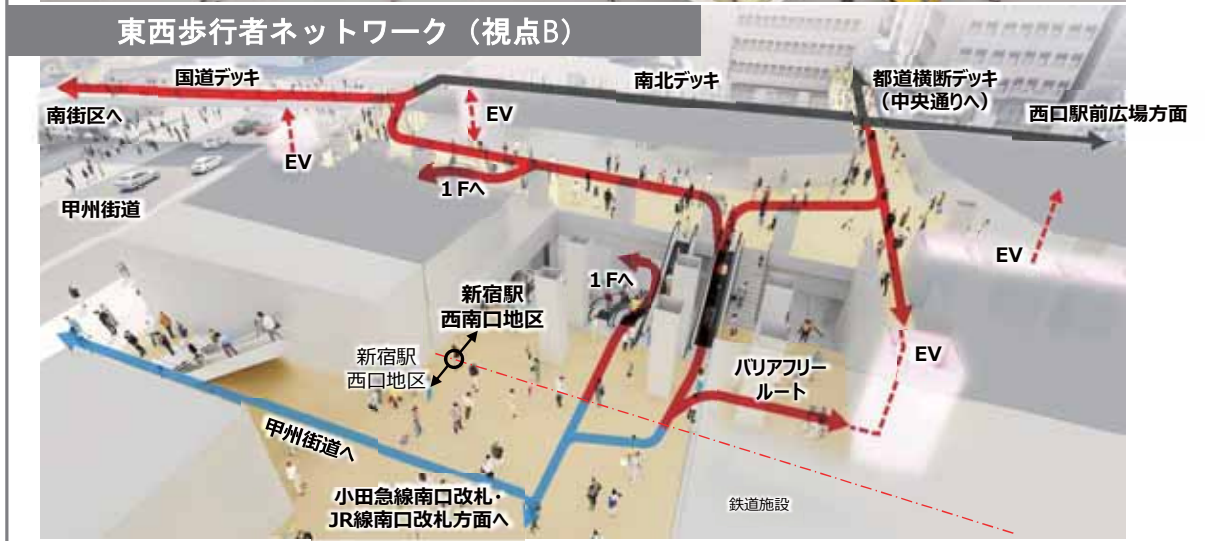 東西歩行者ネットワーク（視点B）
国道デッキ
南北デッキ
都道横断デッキ
（中央通りへ）
南街区へ
西口駅前広場方面
EV
EV
1Fへ
甲州街道
EV
1Fへ
新宿駅
西南口地区
新宿駅
西口地区
EV
バリアフリー
ルート
甲州街道へ
小田急線南口改札・
JR線南口改札方面へ
鉄道施設